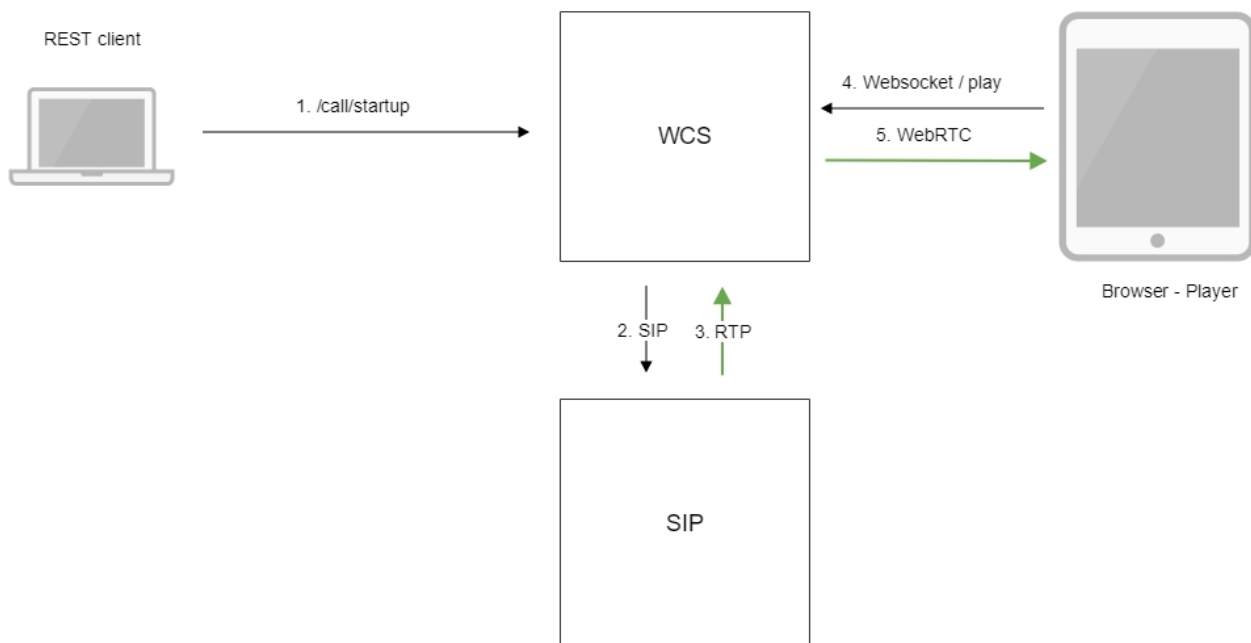 REST client
1. /call/startup
WCS
4. Websocket / play
5. WebRTC
Browser - Player
2. SIP
3. RTP
SIP